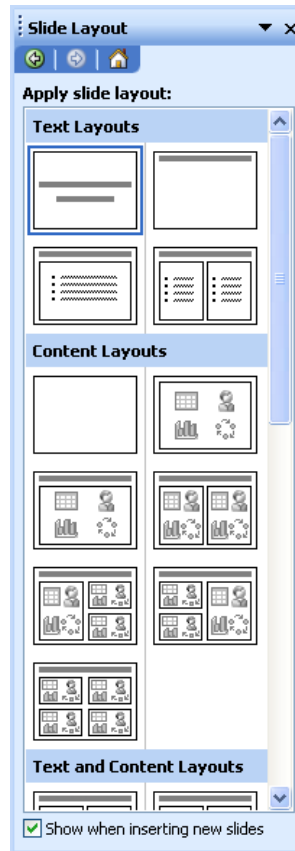 Slide Layout
Apply slide layout:
Text Layouts
Content Layouts
Text and Content Layouts
Show when inserting new slides